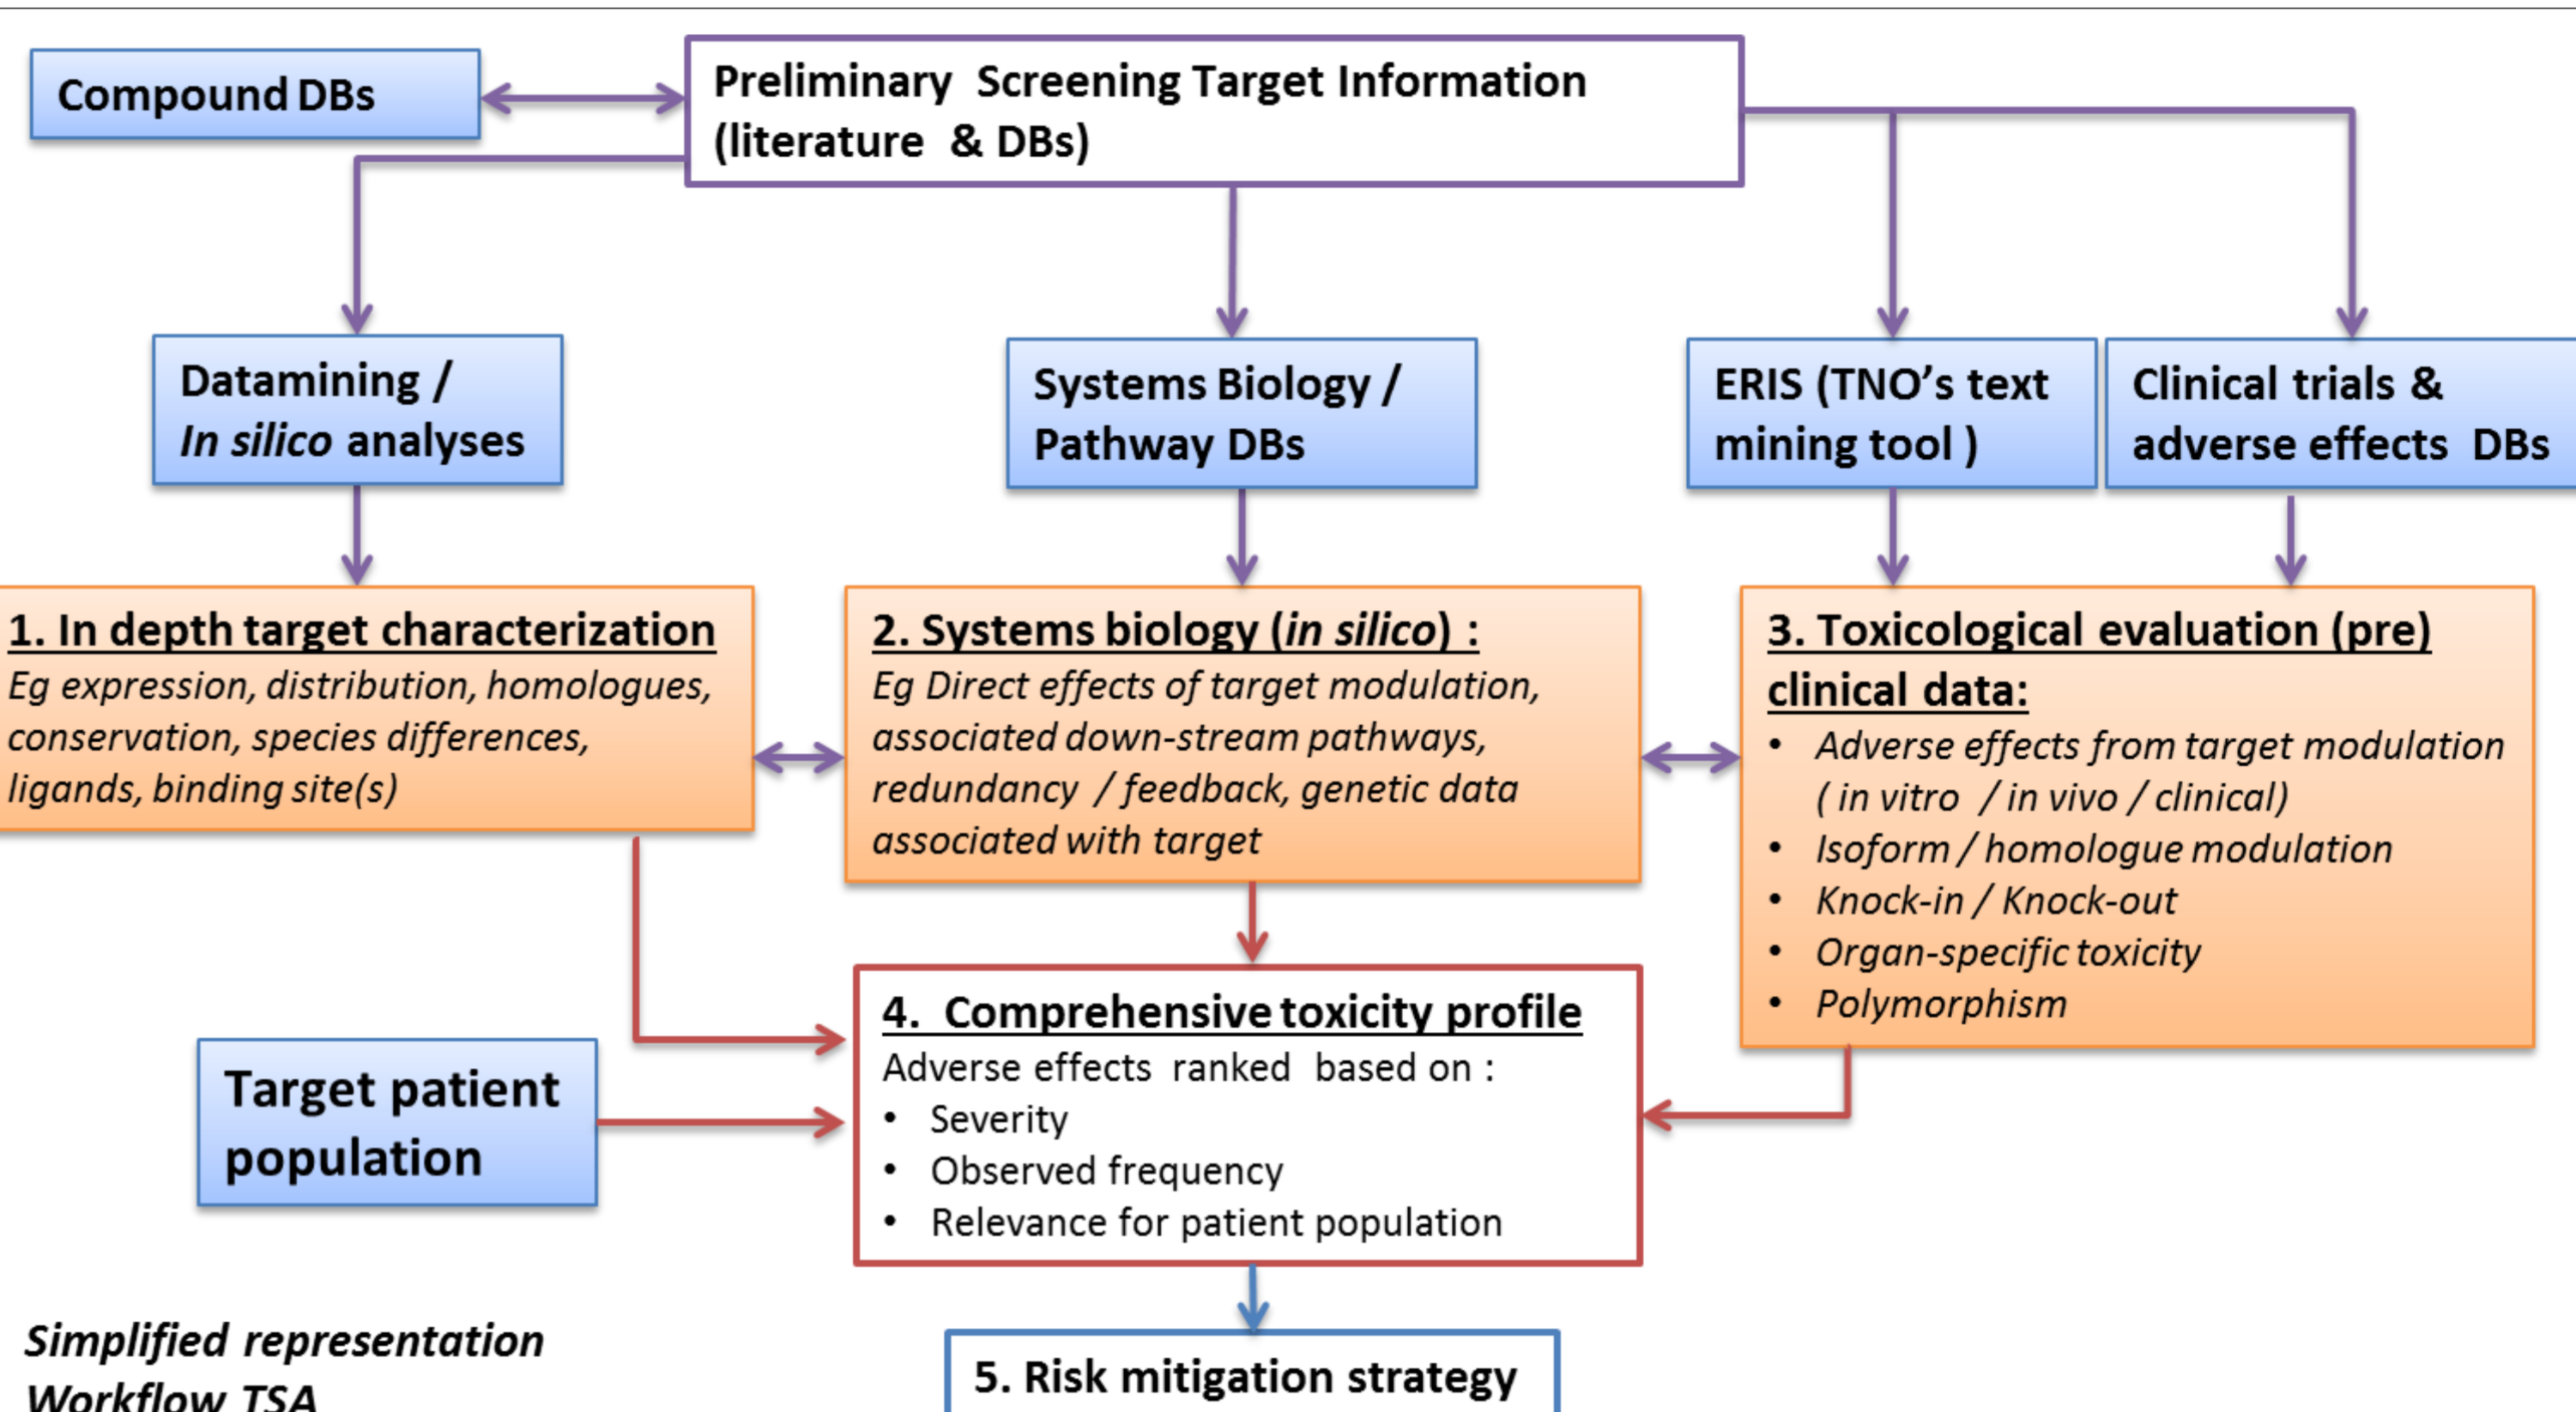 Compound DBs
Preliminary Screening Target Information
(literature & DBs)
Datamining /
In silico analyses
Systems Biology /
Pathway DBs
ERIS (TNO's text
mining tool )
Clinical trials &
adverse effects DBs
1. In depth target characterization
Eg expression, distribution, homologues,
conservation, species differences,
ligands, binding site(s)
2. Systems biology (in silico) :
Eg Direct effects of target modulation,
associated down-stream pathways,
redundancy / feedback, genetic data
associated with target
3. Toxicological evaluation (pre)
clinical data:
• Adverse effects from target modulation
( in vitro / in vivo / clinical)
• Isoform / homologue modulation
• Knock-in / Knock-out
• Organ-specific toxicity
• Polymorphism
4. Comprehensive toxicity profile
Adverse effects ranked based on :
• Severity
• Observed frequency
• Relevance for patient population
Target patient
population
5. Risk mitigation strategy
Simplified representation
Workflow TSA